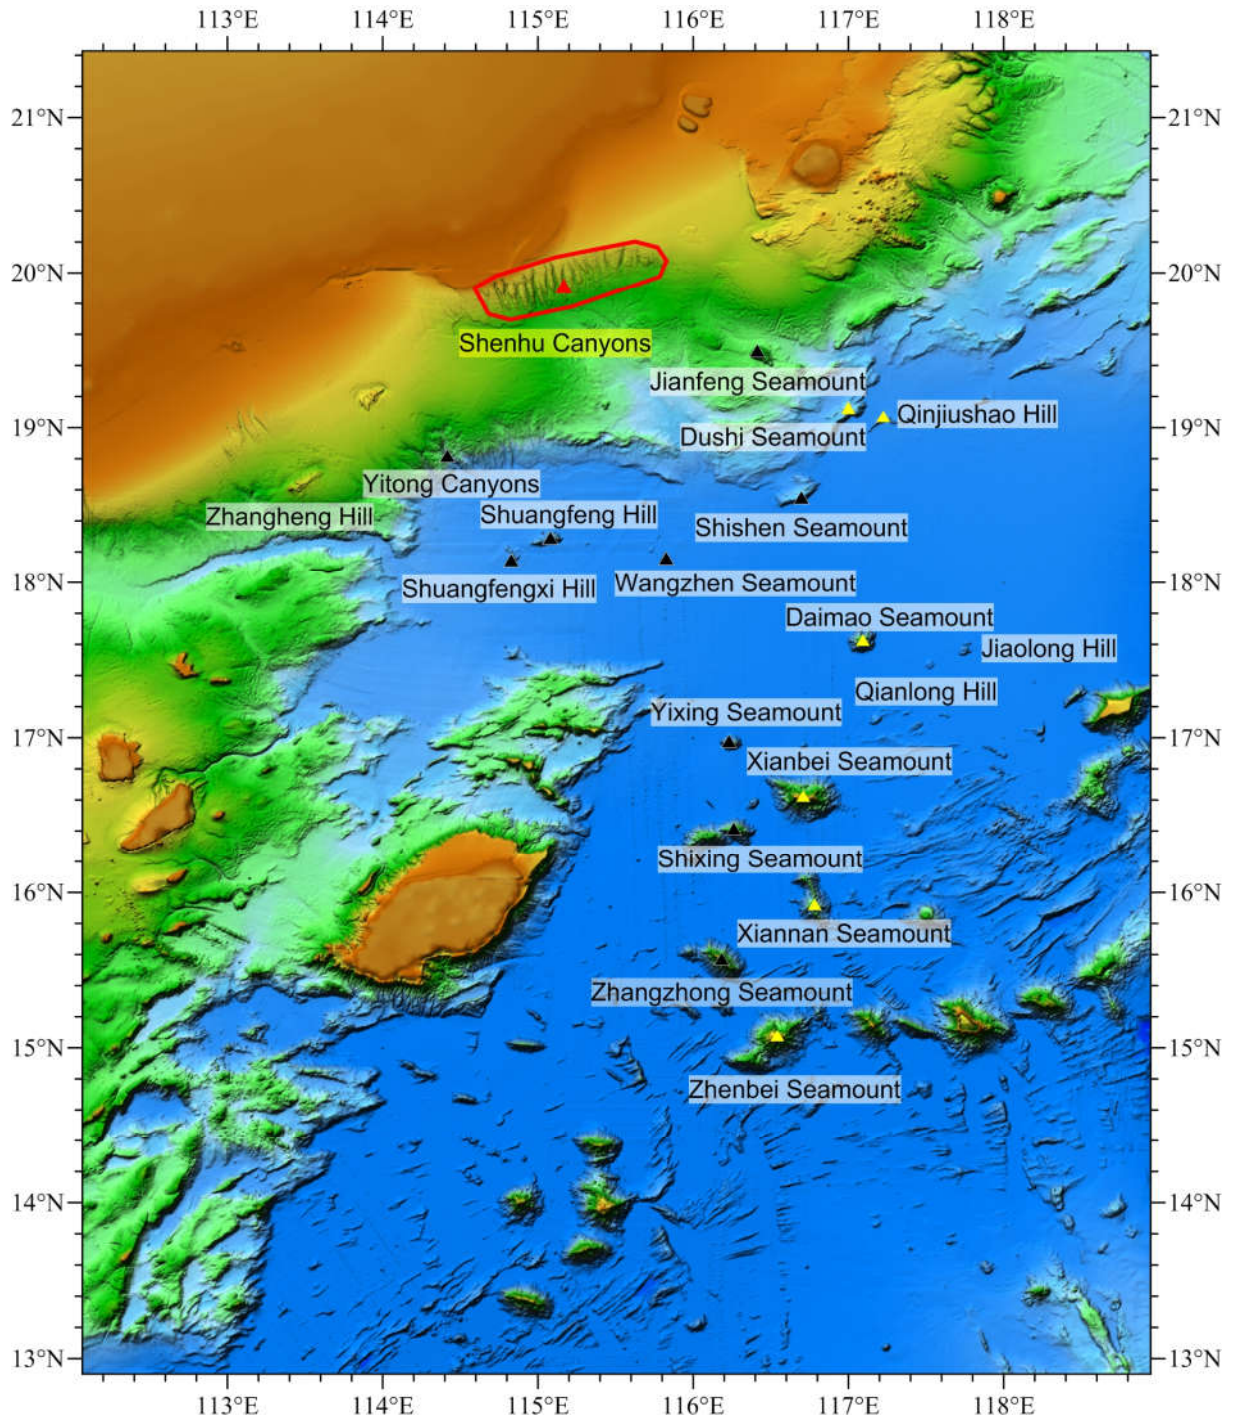 113°E 114°E 115°E 116°E 117°E 118°E
21°N 21°N
20°N 20°N
Shenhu Canyons
Jianfeng Seamount
Qinjiushao Hill
19°N 19°N
Dushi Seamount
Yitong Canyons
Zhangheng Hill
Shuangfeng Hill
Shishen Seamount
18°N 18°N
Shuangfengxi Hill
Wangzhen Seamount
Daimao Seamount
Jiaolong Hill
Qianlong Hill
Yixing Seamount
17°N 17°N
Xianbei Seamount
Shixing Seamount
16°N 16°N
Xiannan Seamount
Zhangzhong Seamount
15°N 15°N
Zhenbei Seamount
14°N 14°N
13°N 13°N
113°E 114°E 115°E 116°E 117°E 118°E